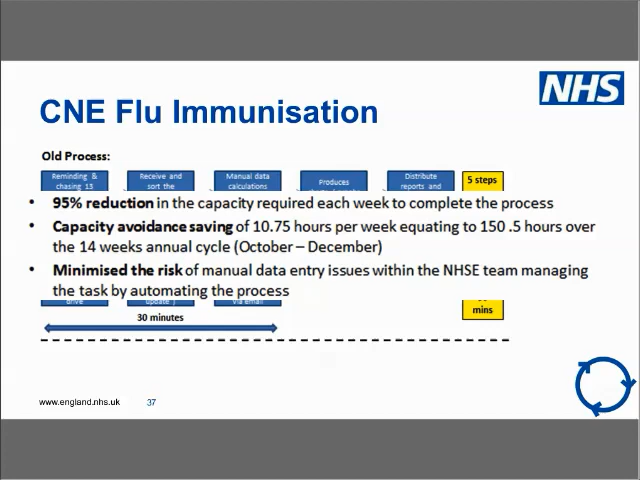 NHS
CNE Flu Immunisation
Old Process:
Reminding & chasing 13
Receive and sort the
Manual data calculations
Produces
Distribute reports and
5 steps
• 95% reduction in the capacity required each week to complete the process
• Capacity avoidance saving of 10.75 hours per week equating to 150 .5 hours over
the 14 weeks annual cycle (October – December)
• Minimised the risk of manual data entry issues within the NHSE team managing
the task by automating the process
drive
update )
via email
mins
30 minutes
www.england.nhs.uk 37